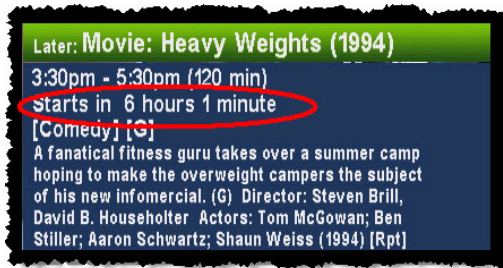 Later: Movie: Heavy Weights (1994)
3:30pm - 5:30pm (120 min)
Starts in 6 hours 1 minute
[Comedy] [G]
A fanatical fitness guru takes over a summer camp
hoping to make the overweight campers the subject
of his new infomercial. (G) Director: Steven Brill,
David B. Householter Actors: Tom McGowan; Ben
Stiller; Aaron Schwartz; Shaun Weiss (1994) [Rpt]